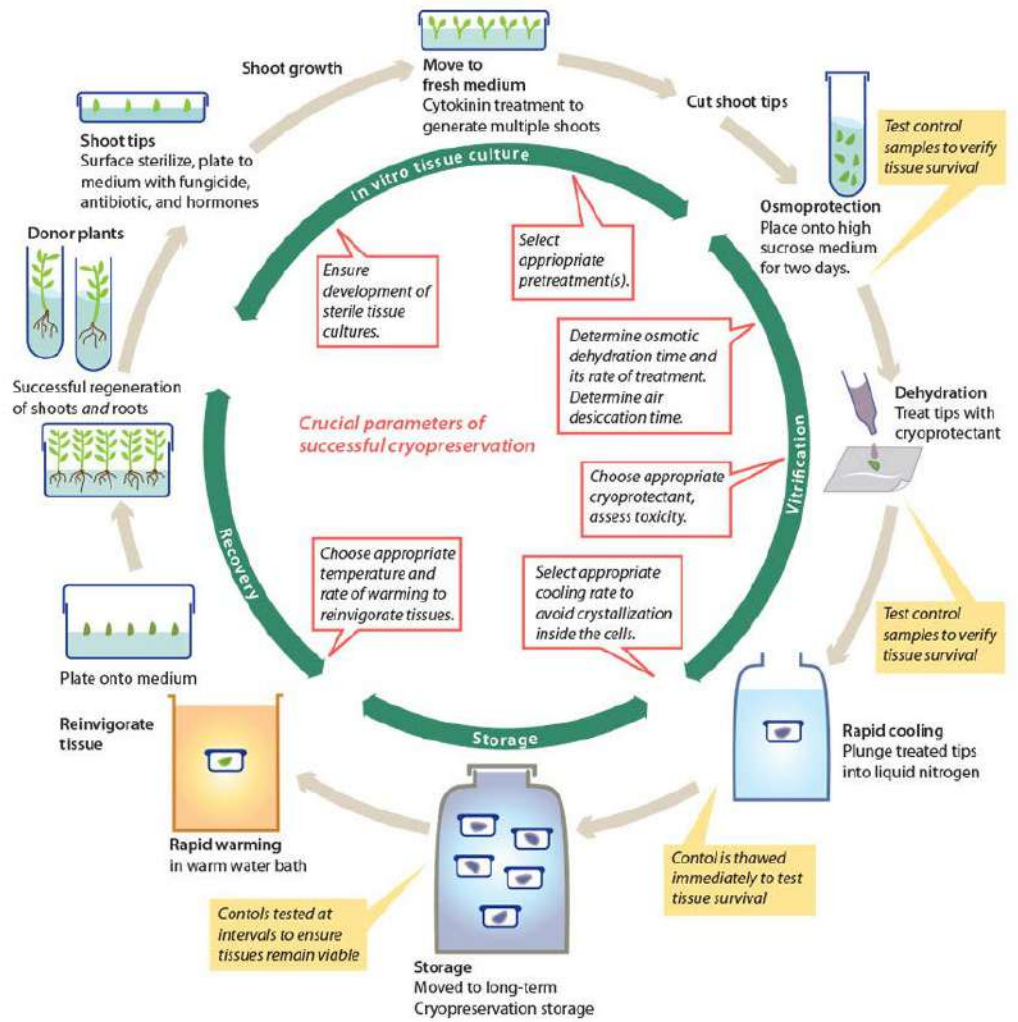 Shoot growth
Move to
fresh medium
Cytokinin treatment to
generate multiple shoots
Cut shoot tips
Shoot tips
Surface sterilize, plate to
medium with fungicide,
antibiotic, and hormones
Test control
samples to verify
tissue survival
Osmoprotection
Place onto high
sucrose medium
for two days.
Donor plants
In vitro tissue culture
Ensure
development of
sterile tissue
cultures.
Select
appriopriate
pretreatment(s).
Determine osmotic
dehydration time and
its rate of treatment.
Determine air
desiccation time.
Dehydration
Treat tips with
cryoprotectant
Successful regeneration
of shoots and roots
Crucial parameters of
successful cryopreservation
Vitrification
Choose appropriate
cryoprotectant,
assess toxicity.
Recovery
Choose appropriate
temperature and
rate of warming to
reinvigorate tissues.
Select appropriate
cooling rate to
avoid crystallization
inside the cells.
Test control
samples to verify
tissue survival
Plate onto medium
Reinvigorate
tissue
Storage
Rapid cooling
Plunge treated tips
into liquid nitrogen
Rapid warming
in warm water bath
Contol is thawed
immediately to test
tissue survival
Contols tested at
intervals to ensure
tissues remain viable
Storage
Moved to long-term
Cryopreservation storage